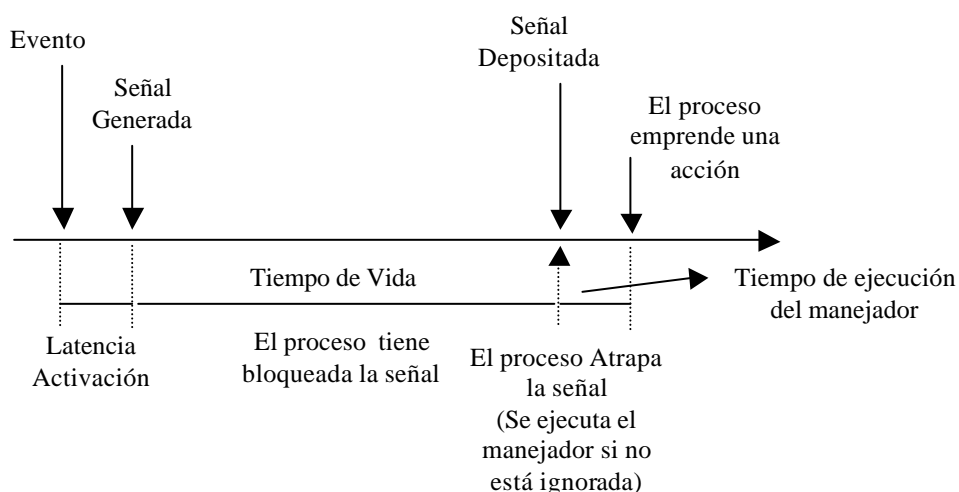 Evento
Señal
Generada
Señal
Depositada
El proceso
emprende una
acción
Tiempo de Vida
Tiempo de ejecución
del manejador
Latencia
Activación
El proceso tiene
bloqueada la señal
El proceso Atrapa
la señal
(Se ejecuta el
manejador si no
está ignorada)